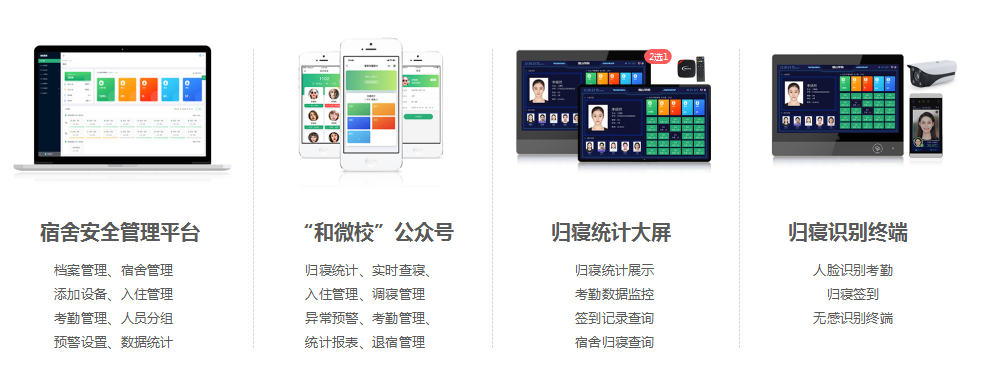 2选1
宿舍安全管理平台
档案管理、宿舍管理
添加设备、入住管理
考勤管理、人员分组
预警设置、数据统计
“和微校”公众号
归寝统计、实时查寝、
入住管理、调寝管理
异常预警、考勤管理、
统计报表、退宿管理
归寝统计大屏
归寝统计展示
考勤数据监控
签到记录查询
宿舍归寝查询
归寝识别终端
人脸识别考勤
归寝签到
无感识别终端